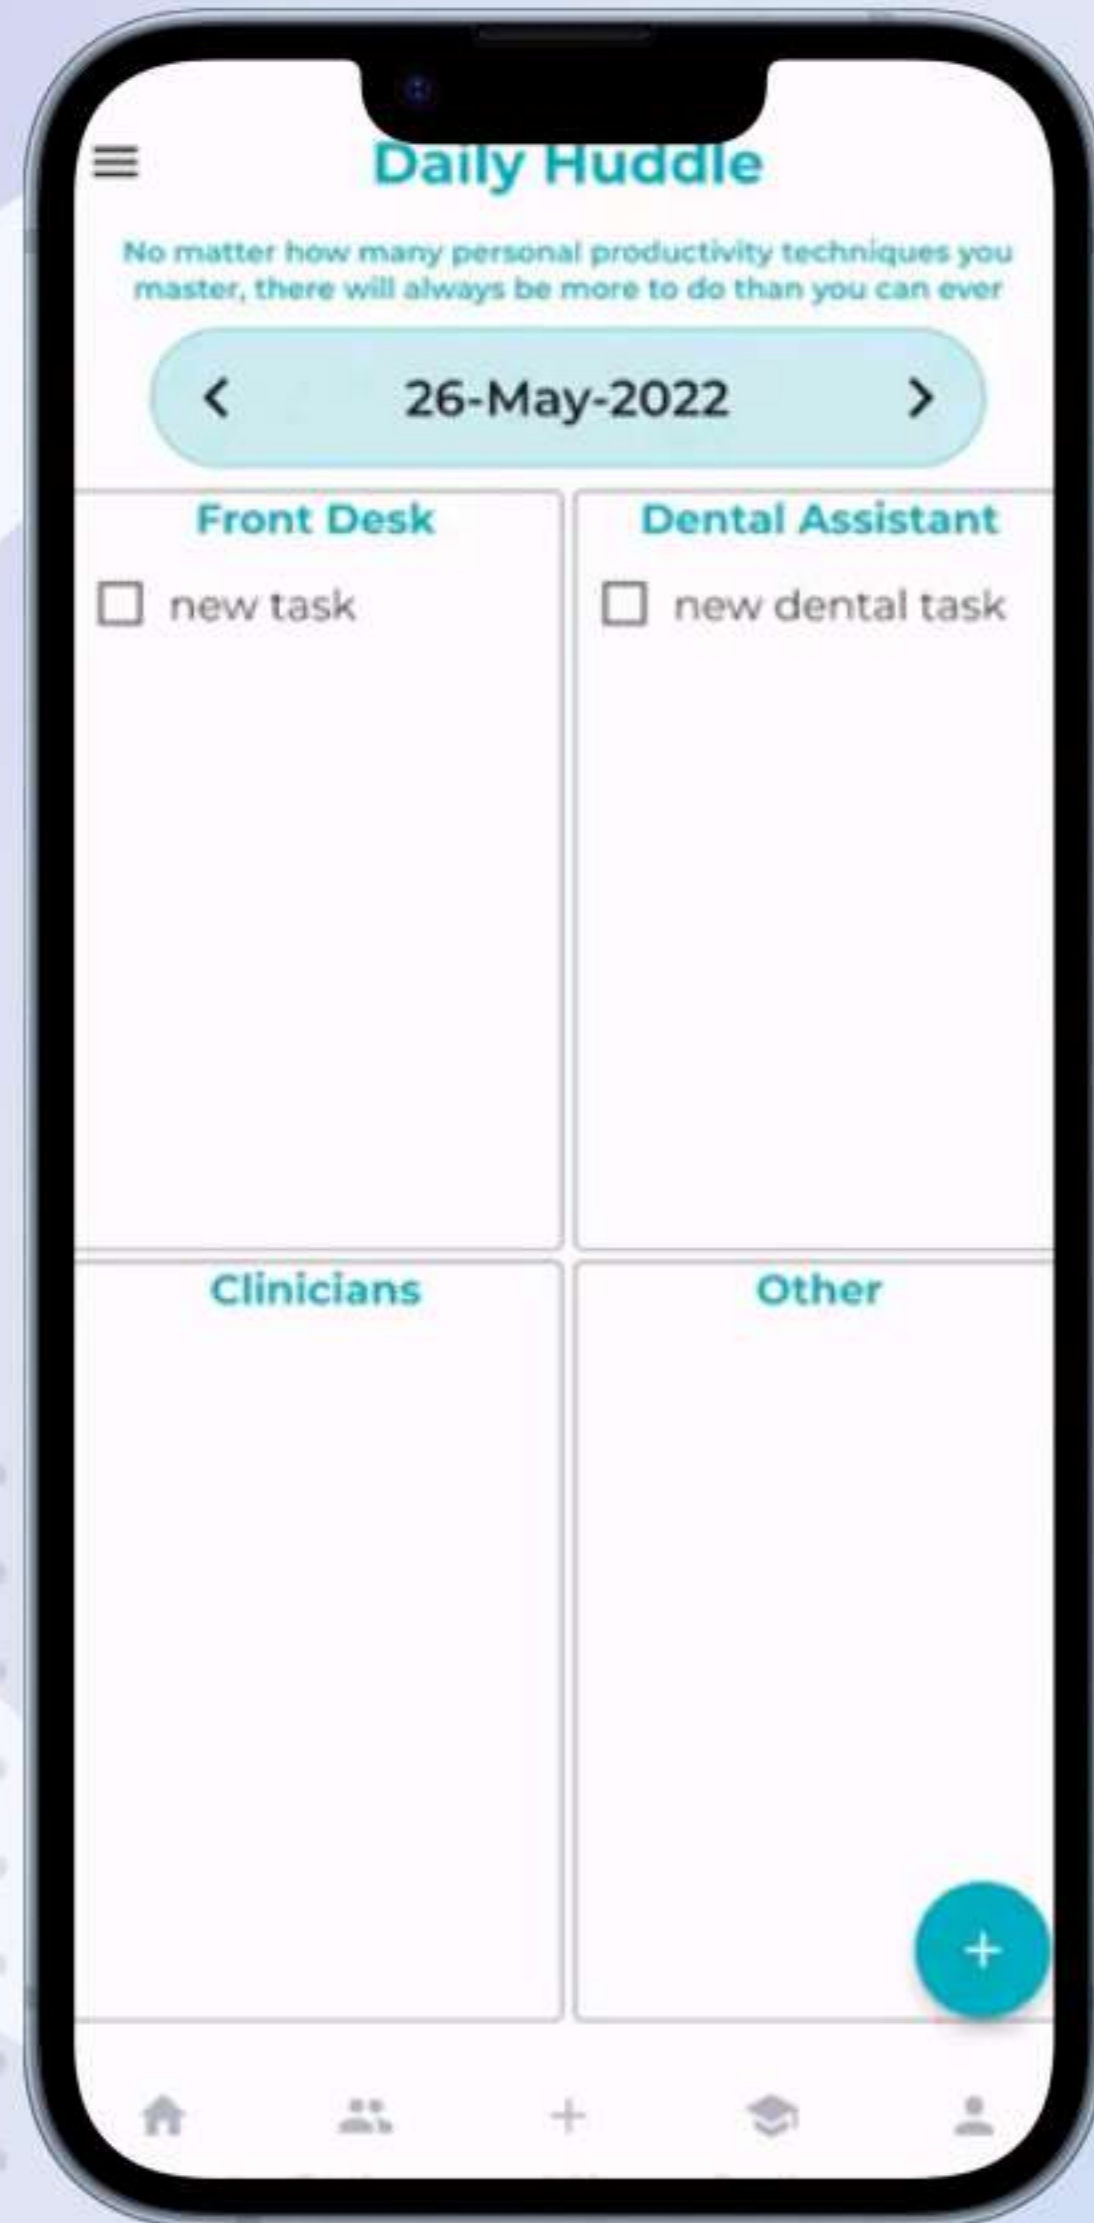 Daily Huddle
No matter how many personal productivity techniques you
master, there will always be more to do than you can ever
26-May-2022
Front Desk
new task
Dental Assistant
new dental task
Clinicians
Other